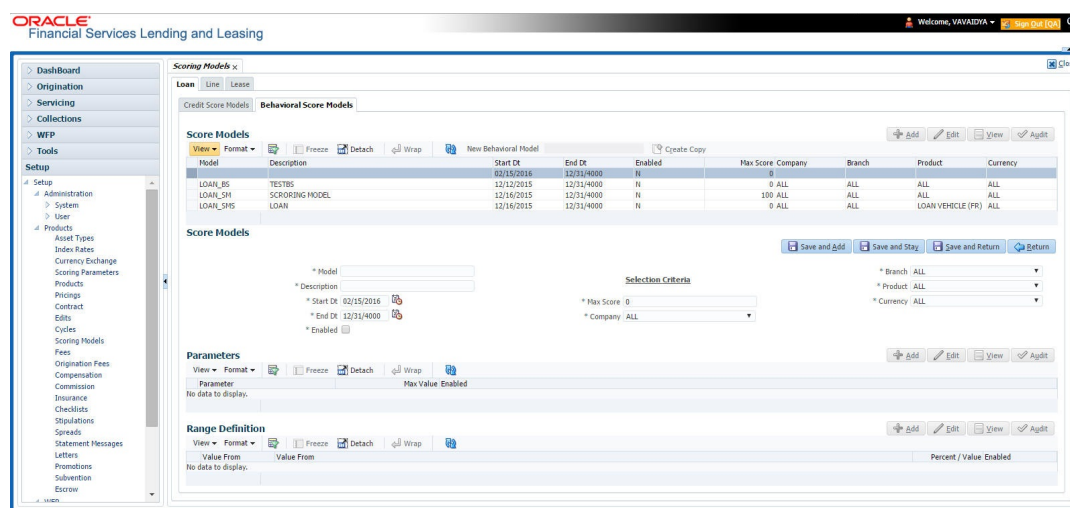 ORACLE
Financial Services Lending and Leasing
Welcome, VAVAIDYA
Sign Out [QA]
DashBoard
Origination
Servicing
Collections
WFP
Tools
Setup
Setup
Administration
System
User
Products
Asset Types
Index Rates
Currency Exchange
Scoring Parameters
Products
Pricings
Contract
Edits
Cycles
Scoring Models
Fees
Origination Fees
Compensation
Commission
Insurance
Checklists
Stipulations
Spreads
Statement Messages
Letters
Promotions
Subvention
Escrow
WFP
Scoring Models x
Clo
Loan Line Lease
Credit Score Models Behavioral Score Models
Score Models
Add Edit View Audit
View Format Freeze Detach Wrap New Behavioral Model Create Copy
Model Description Start Dt End Dt Enabled Max Score Company Branch Product Currency
02/15/2016 12/31/4000 N 0
LOAN_BS TESTBS 12/12/2015 12/31/4000 N 0 ALL ALL ALL ALL
LOAN_SM SCRORING MODEL 12/16/2015 12/31/4000 N 100 ALL ALL ALL ALL
LOAN_SMS LOAN 12/16/2015 12/31/4000 N 0 ALL ALL LOAN VEHICLE (FR) ALL
Score Models
Save and Add Save and Stay Save and Return Return
* Model
* Description
* Start Dt 02/15/2016
* End Dt 12/31/4000
* Enabled
Selection Criteria
* Max Score 0
* Company ALL
* Branch ALL
* Product ALL
* Currency ALL
Parameters
Add Edit View Audit
View Format Freeze Detach Wrap
Parameter Max Value Enabled
No data to display.
Range Definition
Add Edit View Audit
View Format Freeze Detach Wrap
Value From Value From Percent / Value Enabled
No data to display.